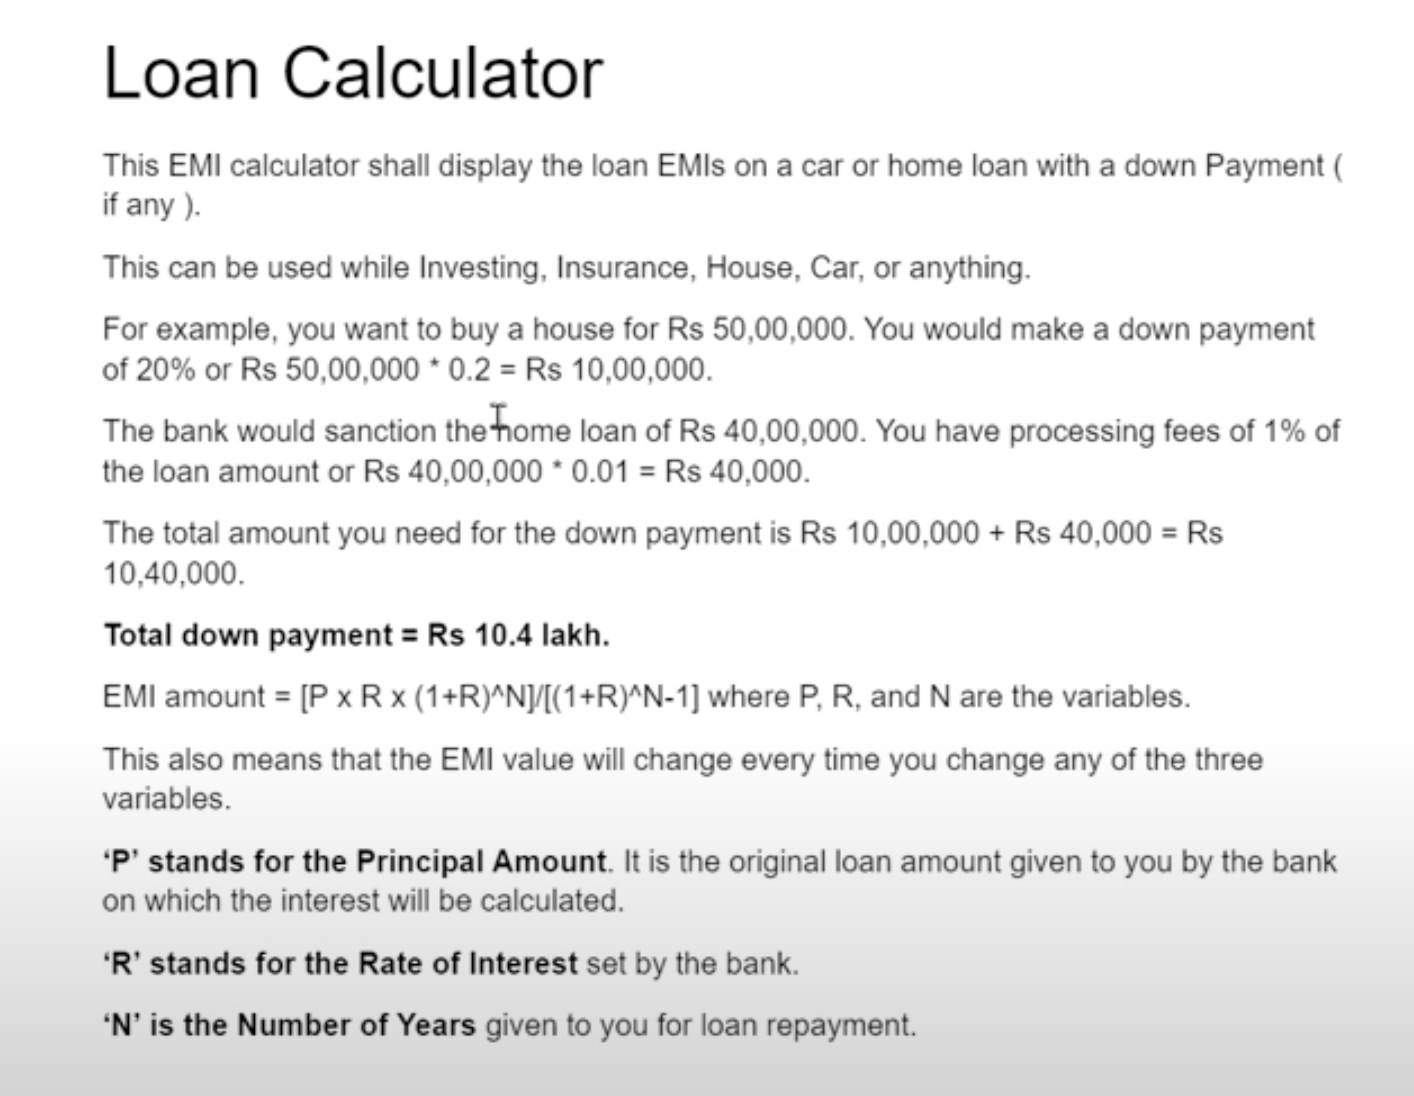 Loan Calculator
This EMI calculator shall display the loan EMIs on a car or home loan with a down Payment (
if any ).
This can be used while Investing, Insurance, House, Car, or anything.
For example, you want to buy a house for Rs 50,00,000. You would make a down payment
of 20% or Rs 50,00,000 * 0.2 = Rs 10,00,000.
The bank would sanction the home loan of Rs 40,00,000. You have processing fees of 1% of
the loan amount or Rs 40,00,000 * 0.01 = Rs 40,000.
The total amount you need for the down payment is Rs 10,00,000 + Rs 40,000 = Rs
10,40,000.
Total down payment = Rs 10.4 lakh.
EMI amount = [P x R x (1+R)^N]/[(1+R)^N-1] where P, R, and N are the variables.
This also means that the EMI value will change every time you change any of the three
variables.
‘P’ stands for the Principal Amount. It is the original loan amount given to you by the bank
on which the interest will be calculated.
‘R’ stands for the Rate of Interest set by the bank.
‘N’ is the Number of Years given to you for loan repayment.